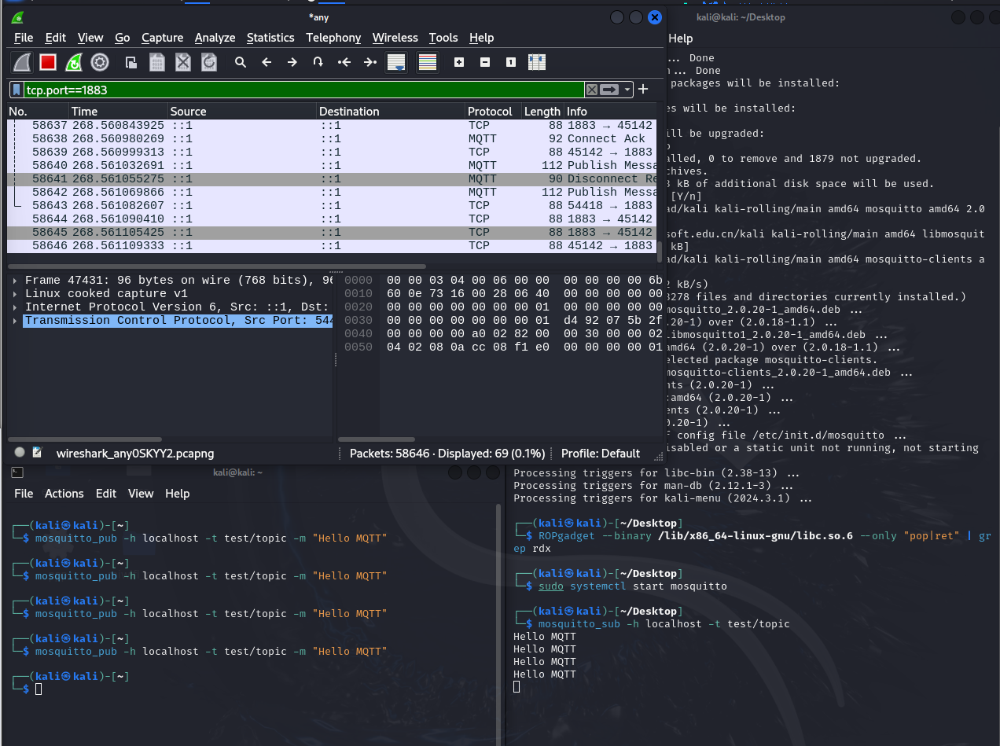 *any
File Edit View Go Capture Analyze Statistics Telephony Wireless Tools Help
tcp.port==1883
No. Time Source Destination Protocol Length Info
58637 268.560843925 ::1 ::1 TCP 88 1883 → 45142
58638 268.560980269 ::1 ::1 MQTT 92 Connect Ack
58639 268.560999313 ::1 ::1 TCP 88 45142 → 1883
58640 268.561032691 ::1 ::1 MQTT 112 Publish Messa
58641 268.561055275 ::1 ::1 MQTT 90 Disconnect Re
58642 268.561069866 ::1 ::1 MQTT 112 Publish Messa
58643 268.561082607 ::1 ::1 TCP 88 54418 → 1883
58644 268.561090410 ::1 ::1 TCP 88 1883 → 45142
58645 268.561105425 ::1 ::1 TCP 88 1883 → 45142
58646 268.561109333 ::1 ::1 TCP 88 45142 → 1883
Frame 47431: 96 bytes on wire (768 bits), 96
Linux cooked capture v1
Internet Protocol Version 6, Src: ::1, Dst:
Transmission Control Protocol, Src Port: 544
0000 00 00 03 04 00 06 00 00 00 00 00 00 00 00 6b
0010 60 0e 73 16 00 28 06 40 00 00 00 00 00 00
0020 00 00 00 00 00 00 00 01 00 00 00 00 00 00
0030 00 00 00 00 00 00 00 01 d4 92 07 5b 2f
0040 00 00 00 00 a0 02 82 00 00 30 00 00 02
0050 04 02 08 0a cc 08 f1 e0 00 00 00 00 01
wireshark_any0SKYY2.pcapng Packets: 58646 · Displayed: 69 (0.1%) Profile: Default
kali@kali: ~/Desktop
Help
... Done
... Done
packages will be installed:
es will be installed:
ill be upgraded:
alled, 0 to remove and 1879 not upgraded.
chives.
kB of additional disk space will be used.
[Y/n]
ad/kali kali-rolling/main amd64 mosquitto amd64 2.0
soft.edu.cn/kali kali-rolling/main amd64 libmosquit
kB]
ad/kali kali-rolling/main amd64 mosquitto-clients a
2 kB/s)
8278 files and directories currently installed.)
mosquitto_2.0.20-1_amd64.deb ...
.20-1) over (2.0.18-1.1) ...
libmosquitto1_2.0.20-1_amd64.deb ...
amd64 (2.0.20-1) over (2.0.18-1.1) ...
elected package mosquitto-clients.
mosquitto-clients_2.0.20-1_amd64.deb ...
nts (2.0.20-1) ...
:amd64 (2.0.20-1) ...
ents (2.0.20-1) ...
0.20-1) ...
f config file /etc/init.d/mosquitto ...
isabled or a static unit not running, not starting
Processing triggers for libc-bin (2.38-13) ...
Processing triggers for man-db (2.12.1-3) ...
Processing triggers for kali-menu (2024.3.1) ...
┌──(kali㉿kali)-[~/Desktop]
└─$ ROPgadget --binary /lib/x86_64-linux-gnu/libc.so.6 --only "pop|ret" | gr
ep rdx
┌──(kali㉿kali)-[~/Desktop]
└─$ sudo systemctl start mosquitto
┌──(kali㉿kali)-[~/Desktop]
└─$ mosquitto_sub -h localhost -t test/topic
Hello MQTT
Hello MQTT
Hello MQTT
Hello MQTT
kali@kali: ~
File Actions Edit View Help
┌──(kali㉿kali)-[~]
└─$ mosquitto_pub -h localhost -t test/topic -m "Hello MQTT"
┌──(kali㉿kali)-[~]
└─$ mosquitto_pub -h localhost -t test/topic -m "Hello MQTT"
┌──(kali㉿kali)-[~]
└─$ mosquitto_pub -h localhost -t test/topic -m "Hello MQTT"
┌──(kali㉿kali)-[~]
└─$ mosquitto_pub -h localhost -t test/topic -m "Hello MQTT"
┌──(kali㉿kali)-[~]
└─$